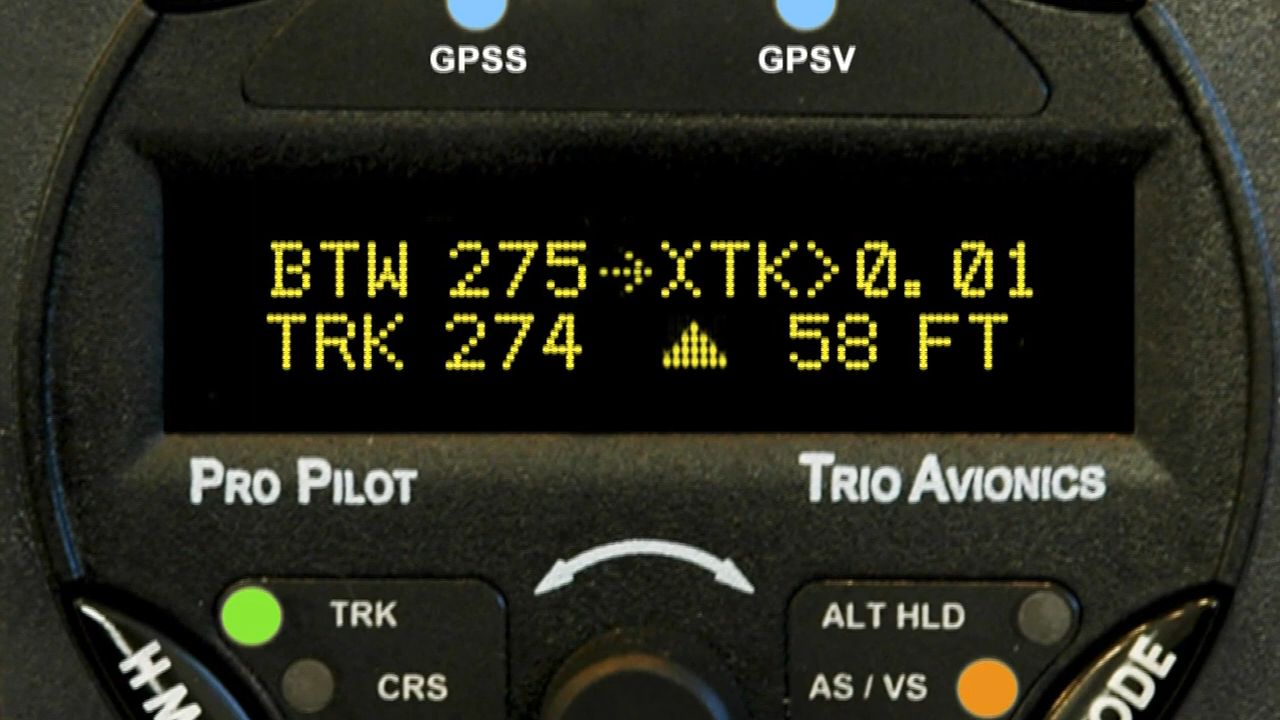 GPSS GPSV
BTW 275→XTK>0.01
TRK 274 58 FT
PRO PILOT TRIO AVIONICS
TRK ALT HLD
CRS AS / VS